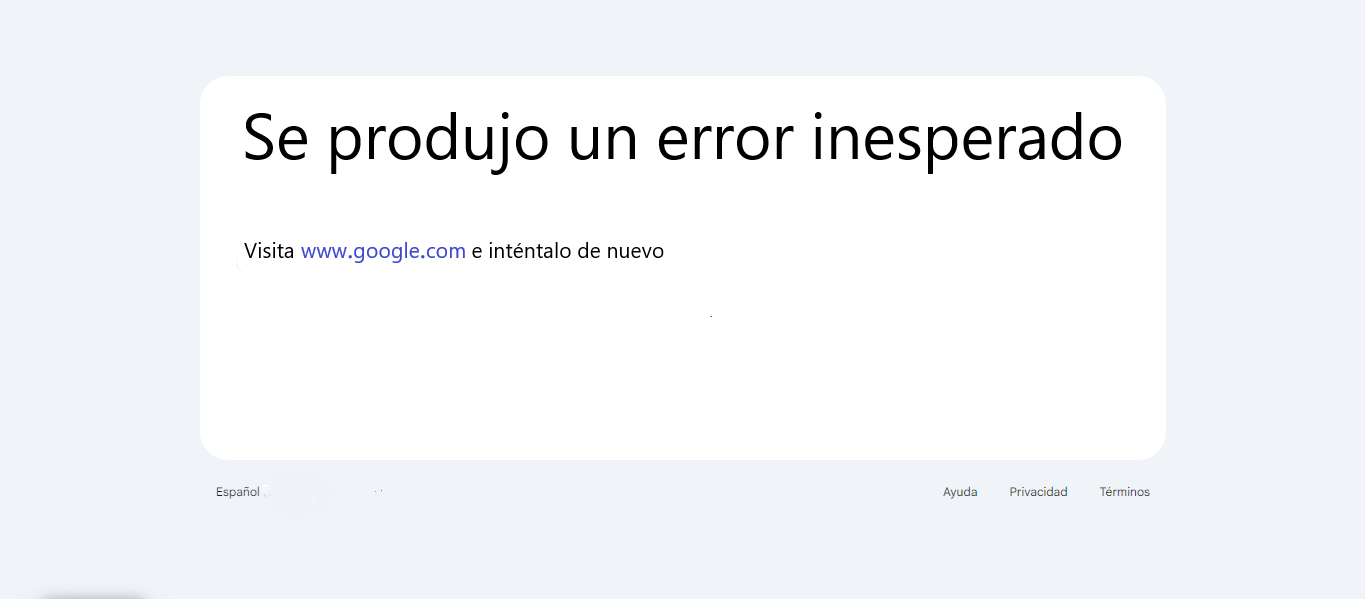 Se produjo un error inesperado
Visita www.google.com e inténtalo de nuevo
Español
Ayuda Privacidad Términos